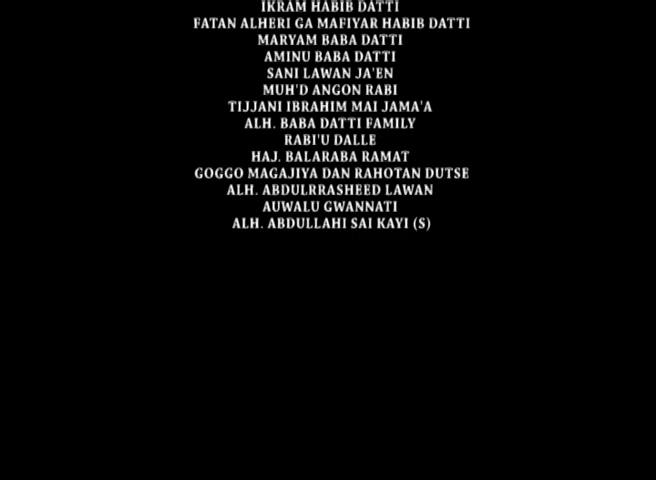 IKRAM HABIB DATTI
FATAN ALHERI GA MAFIYAR HABIB DATTI
MARYAM BABA DATTI
AMINU BABA DATTI
SANI LAWAN JA'EN
MUH'D ANGON RABI
TIJJANI IBRAHIM MAI JAMA'A
ALH. BABA DATTI FAMILY
RABI'U DALLE
HAJ. BALARABA RAMAT
GOGGO MAGAJIYA DAN RAHOTAN DUTSE
ALH. ABDULRRASHEED LAWAN
AUWALU GWANNATI
ALH. ABDULLAHI SAI KAYI (S)